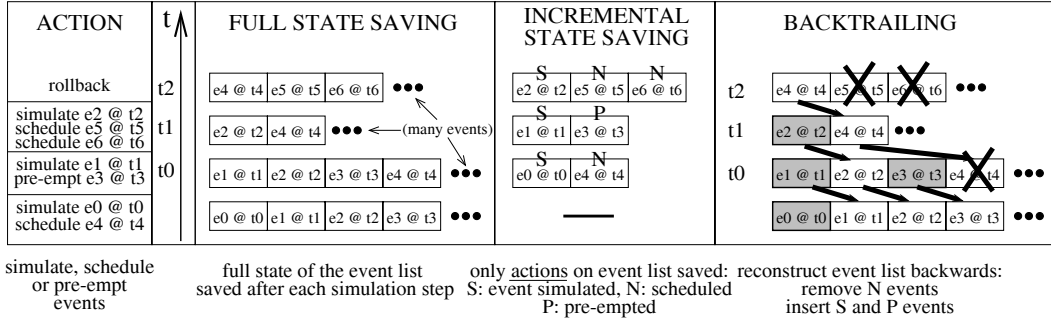 ACTION
t
FULL STATE SAVING
INCREMENTAL
STATE SAVING
BACKTRAILING
rollback
t2
e4 @ t4 e5 @ t5 e6 @ t6
S N N
e2 @ t2 e5 @ t5 e6 @ t6
t2
e4 @ t4 e5 @ t5 e6 @ t6
simulate e2 @ t2
schedule e5 @ t5
schedule e6 @ t6
t1
e2 @ t2 e4 @ t4
(many events)
S P
e1 @ t1 e3 @ t3
t1
e2 @ t2 e4 @ t4
simulate e1 @ t1
pre-empt e3 @ t3
t0
e1 @ t1 e2 @ t2 e3 @ t3 e4 @ t4
S N
e0 @ t0 e4 @ t4
t0
e1 @ t1 e2 @ t2 e3 @ t3 e4 @ t4
simulate e0 @ t0
schedule e4 @ t4
e0 @ t0 e1 @ t1 e2 @ t2 e3 @ t3
e0 @ t0 e1 @ t1 e2 @ t2 e3 @ t3
simulate, schedule
or pre-empt
events
full state of the event list
saved after each simulation step
only actions on event list saved:
S: event simulated, N: scheduled
P: pre-empted
reconstruct event list backwards:
remove N events
insert S and P events